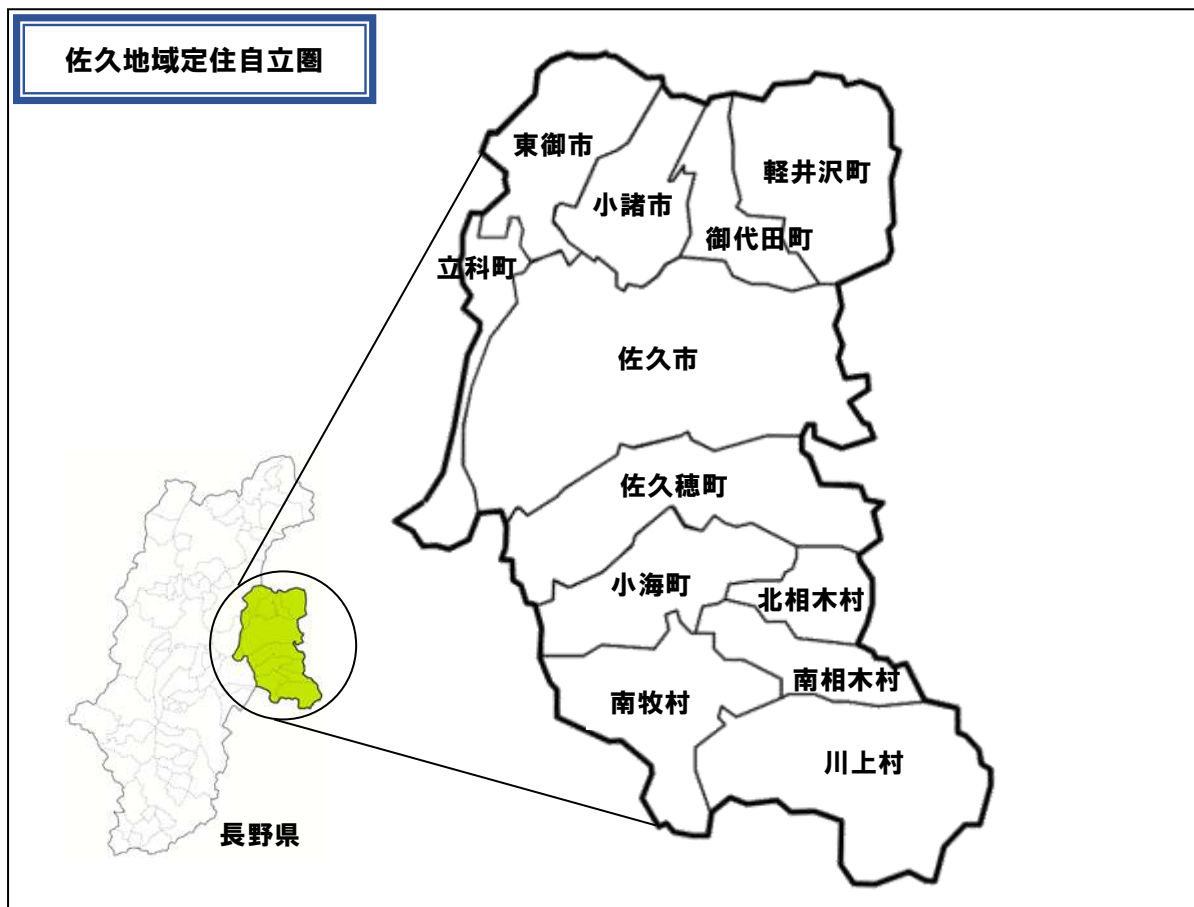 佐久地域定住自立圏
東御市
軽井沢町
小諸市
御代田町
立科町
佐久市
佐久穂町
小海町
北相木村
南相木村
南牧村
川上村
長野県